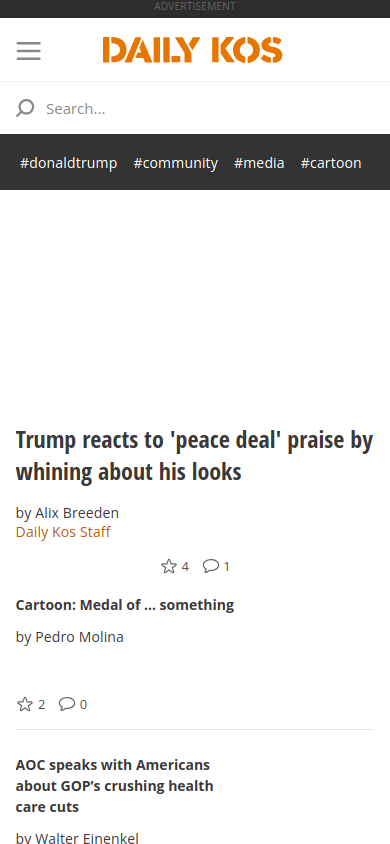 ADVERTISEMENT
DAILY KOS
Search...
#donaldtrump #community #media #cartoon
Trump reacts to 'peace deal' praise by
whining about his looks
by Alix Breeden
Daily Kos Staff
4 1
Cartoon: Medal of ... something
by Pedro Molina
2 0
AOC speaks with Americans
about GOP’s crushing health
care cuts
by Walter Einenkel